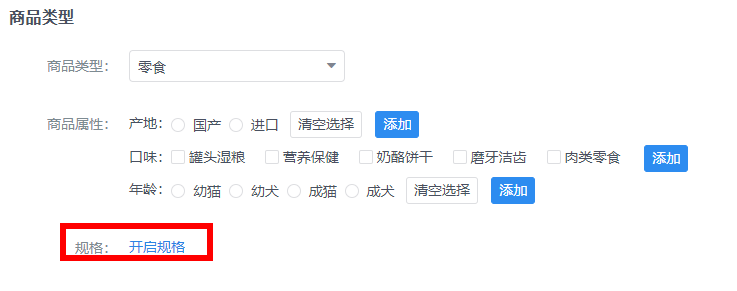 商品类型
商品类型： 零食
商品属性： 产地： 国产 进口 清空选择 添加
口味： 罐头湿粮 营养保健 奶酪饼干 磨牙洁齿 肉类零食 添加
年龄： 幼猫 幼犬 成猫 成犬 清空选择 添加
规格： 开启规格